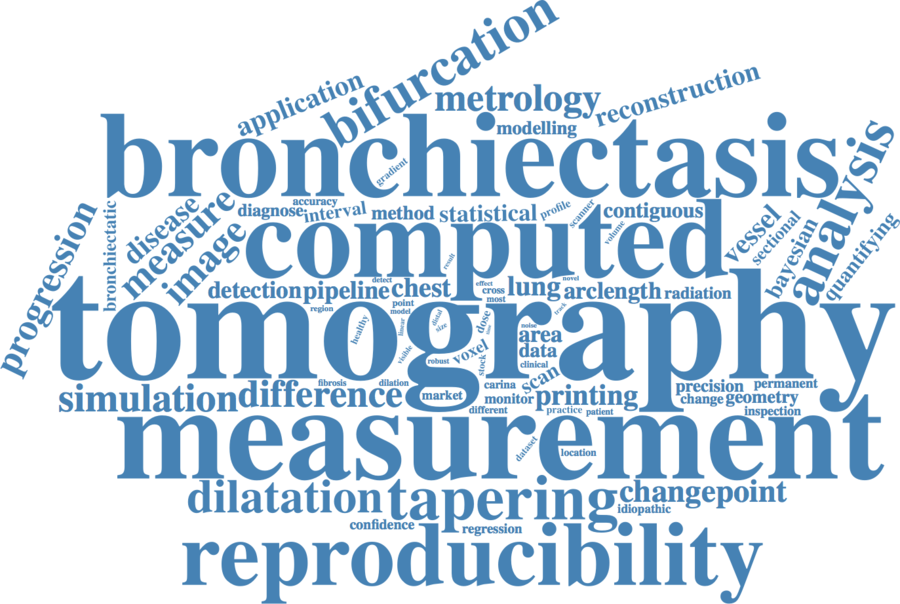 bifurcation
application
metrology
reconstruction
modelling
bronchiectasis
gradient
analysis
accuracy
diagnose
interval
method
statistical
profile
scanner
contiguous
volume
disease
measure
image
bronchiectatic
progression
computed
vessel
sectional
bayesian
quantifying
result
detect
effect
novel
detection
pipeline
chest
cross
most
lung
arclength
radiation
region
point
model
track
tomography
healthy
linear
distal
size
visible
dose
time
noise
area
data
robust
voxel
stock
clinical
scan
simulation
difference
fibrosis
dilation
market
carina
monitor
printing
precision
permanent
change
geometry
different
practice
patient
inspection
measurement
dataset
location
dilatation
tapering
changepoint
idiopathic
confidence
regression
reproducibility